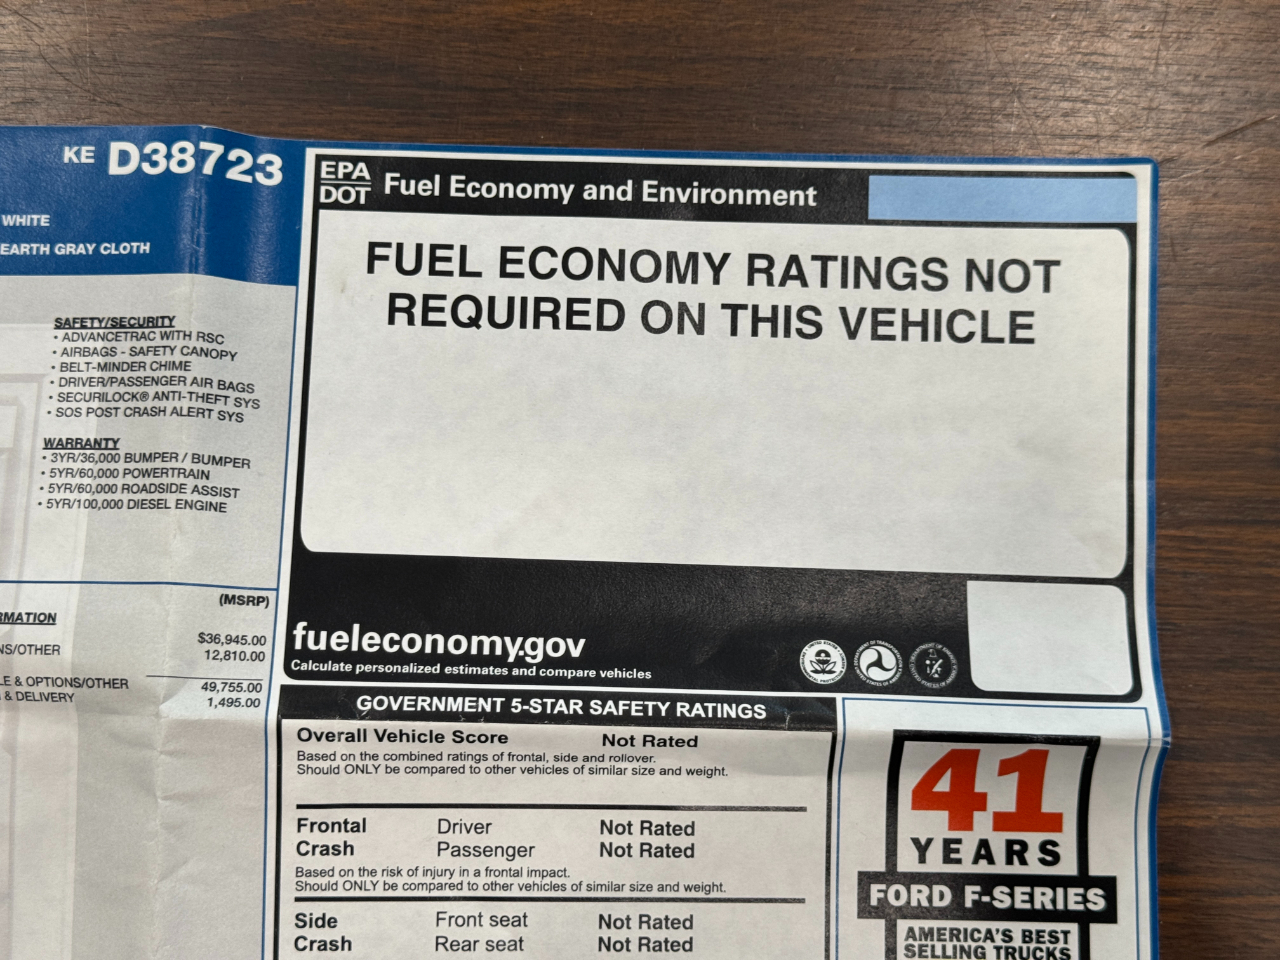 KE D38723
WHITE
EARTH GRAY CLOTH
SAFETY/SECURITY
• ADVANCETRAC WITH RSC
• AIRBAGS - SAFETY CANOPY
• BELT-MINDER CHIME
• DRIVER/PASSENGER AIR BAGS
• SECURILOCK® ANTI-THEFT SYS
• SOS POST CRASH ALERT SYS
WARRANTY
• 3YR/36,000 BUMPER / BUMPER
• 5YR/60,000 POWERTRAIN
• 5YR/60,000 ROADSIDE ASSIST
• 5YR/100,000 DIESEL ENGINE
(MSRP)
RMATION
$36,945.00
NS/OTHER 12,810.00
LE & OPTIONS/OTHER 49,755.00
& DELIVERY 1,495.00
EPA
DOT
Fuel Economy and Environment
FUEL ECONOMY RATINGS NOT
REQUIRED ON THIS VEHICLE
fueleconomy.gov
Calculate personalized estimates and compare vehicles
GOVERNMENT 5-STAR SAFETY RATINGS
Overall Vehicle Score Not Rated
Based on the combined ratings of frontal, side and rollover.
Should ONLY be compared to other vehicles of similar size and weight.
Frontal Driver Not Rated
Crash Passenger Not Rated
Based on the risk of injury in a frontal impact.
Should ONLY be compared to other vehicles of similar size and weight.
Side Front seat Not Rated
Crash Rear seat Not Rated
41
YEARS
FORD F-SERIES
AMERICA'S BEST
SELLING TRUCKS